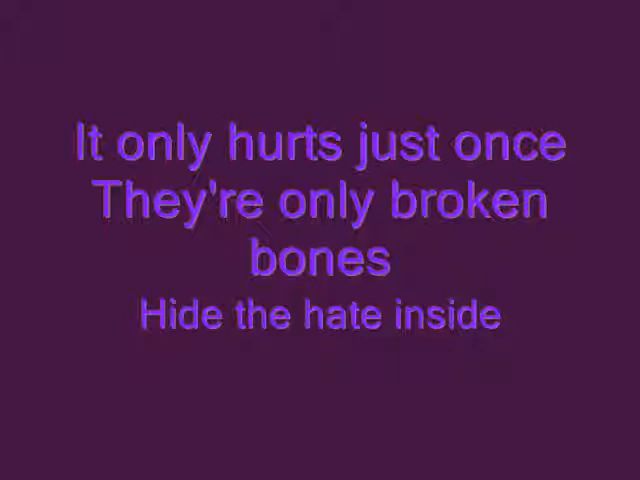 It only hurts just once
They're only broken
bones
Hide the hate inside